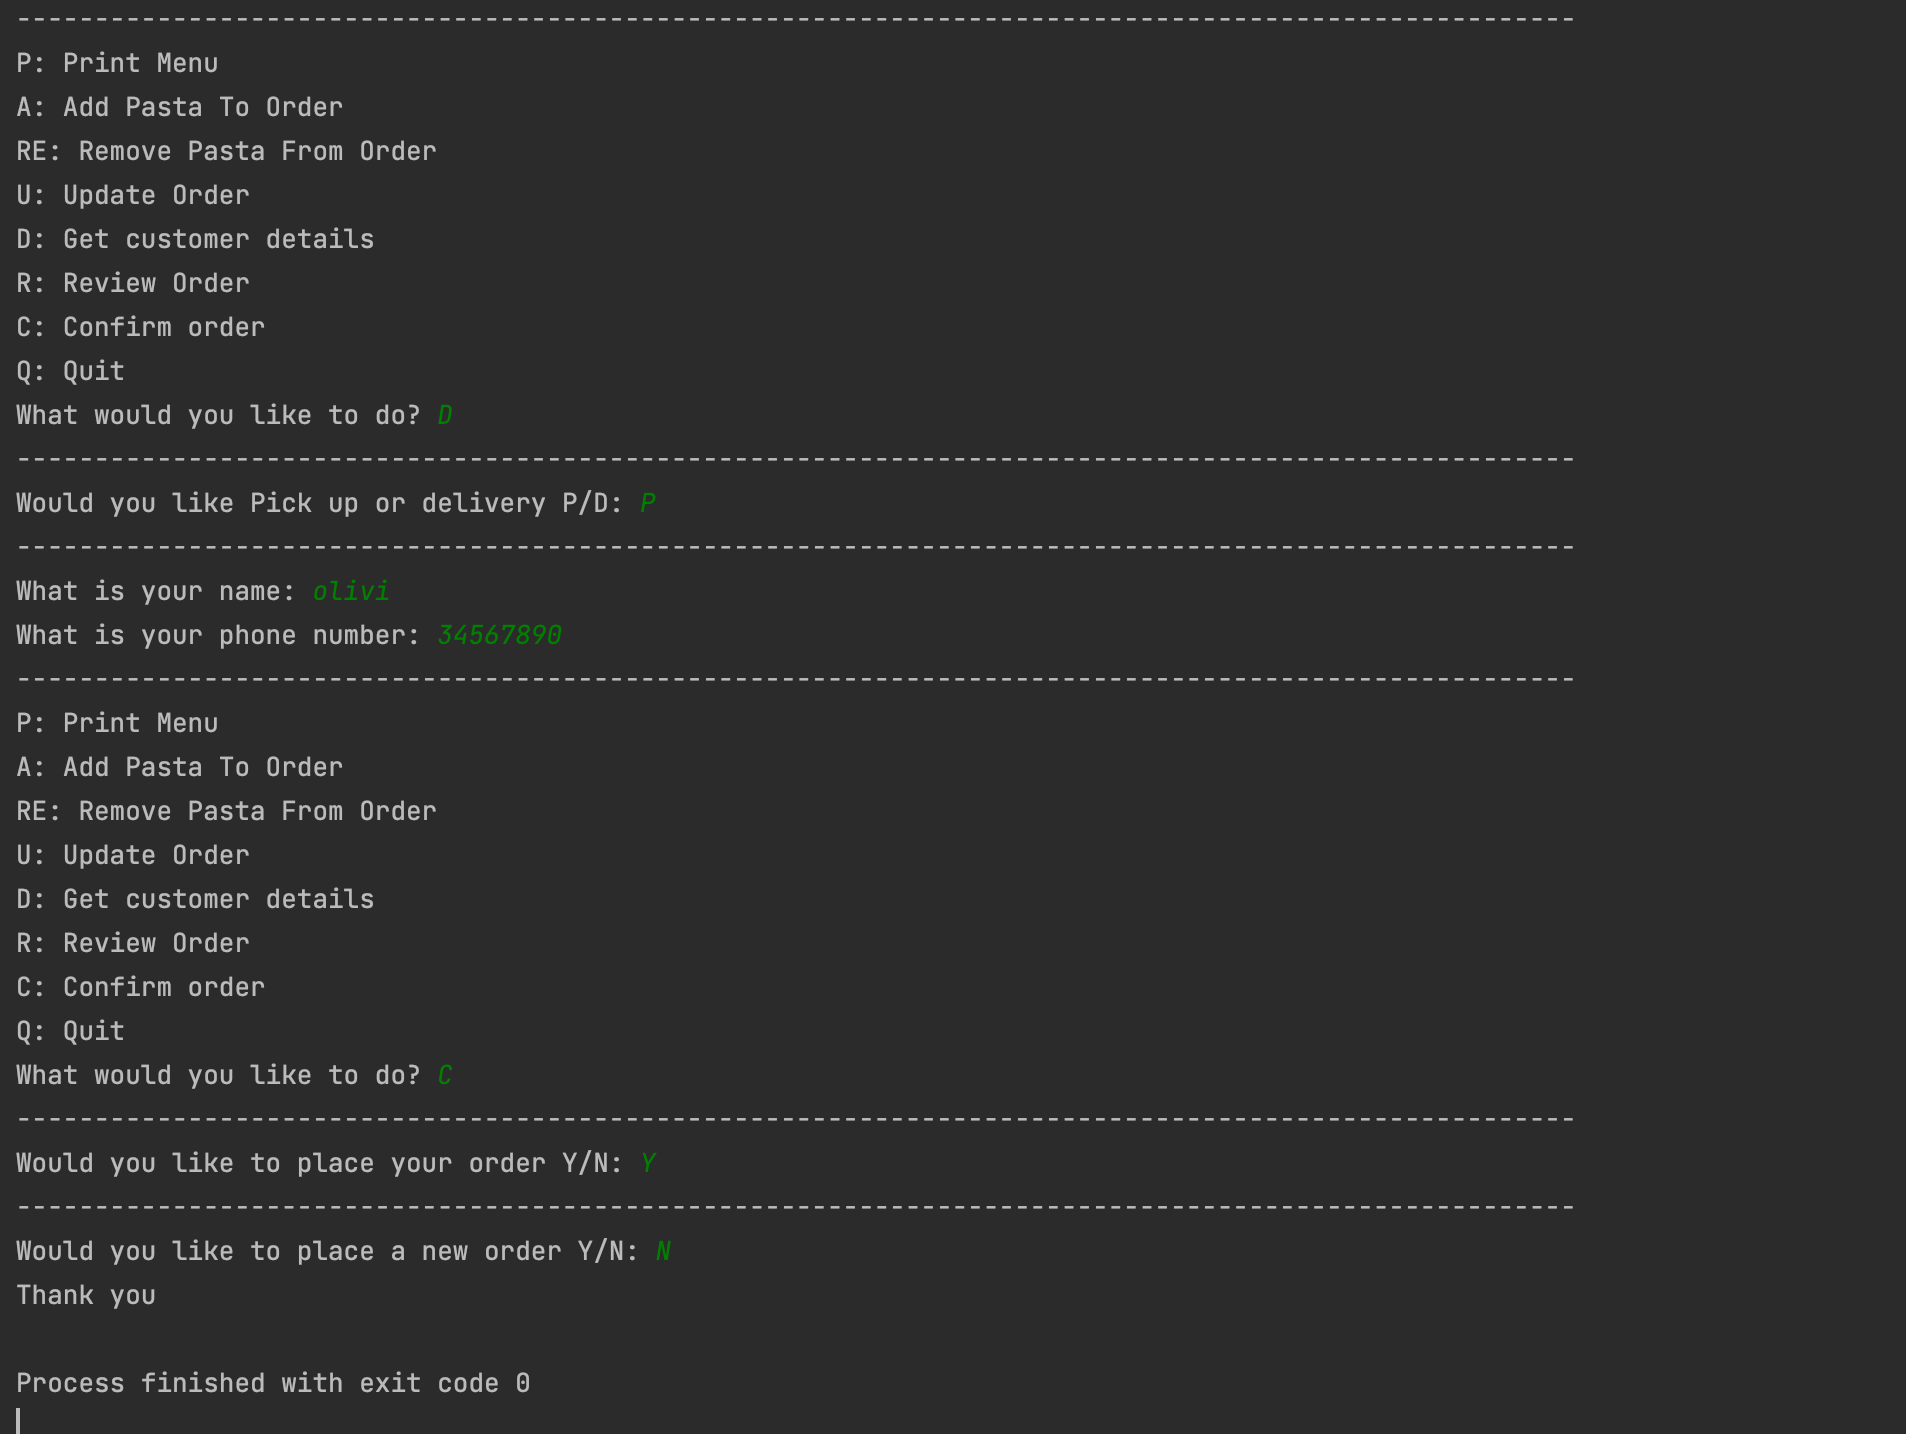 ----------------------------------------------------------------------------------------------------
P: Print Menu
A: Add Pasta To Order
RE: Remove Pasta From Order
U: Update Order
D: Get customer details
R: Review Order
C: Confirm order
Q: Quit
What would you like to do? D
----------------------------------------------------------------------------------------------------
Would you like Pick up or delivery P/D: P
----------------------------------------------------------------------------------------------------
What is your name: olivi
What is your phone number: 34567890
----------------------------------------------------------------------------------------------------
P: Print Menu
A: Add Pasta To Order
RE: Remove Pasta From Order
U: Update Order
D: Get customer details
R: Review Order
C: Confirm order
Q: Quit
What would you like to do? C
----------------------------------------------------------------------------------------------------
Would you like to place your order Y/N: Y
----------------------------------------------------------------------------------------------------
Would you like to place a new order Y/N: N
Thank you
Process finished with exit code 0